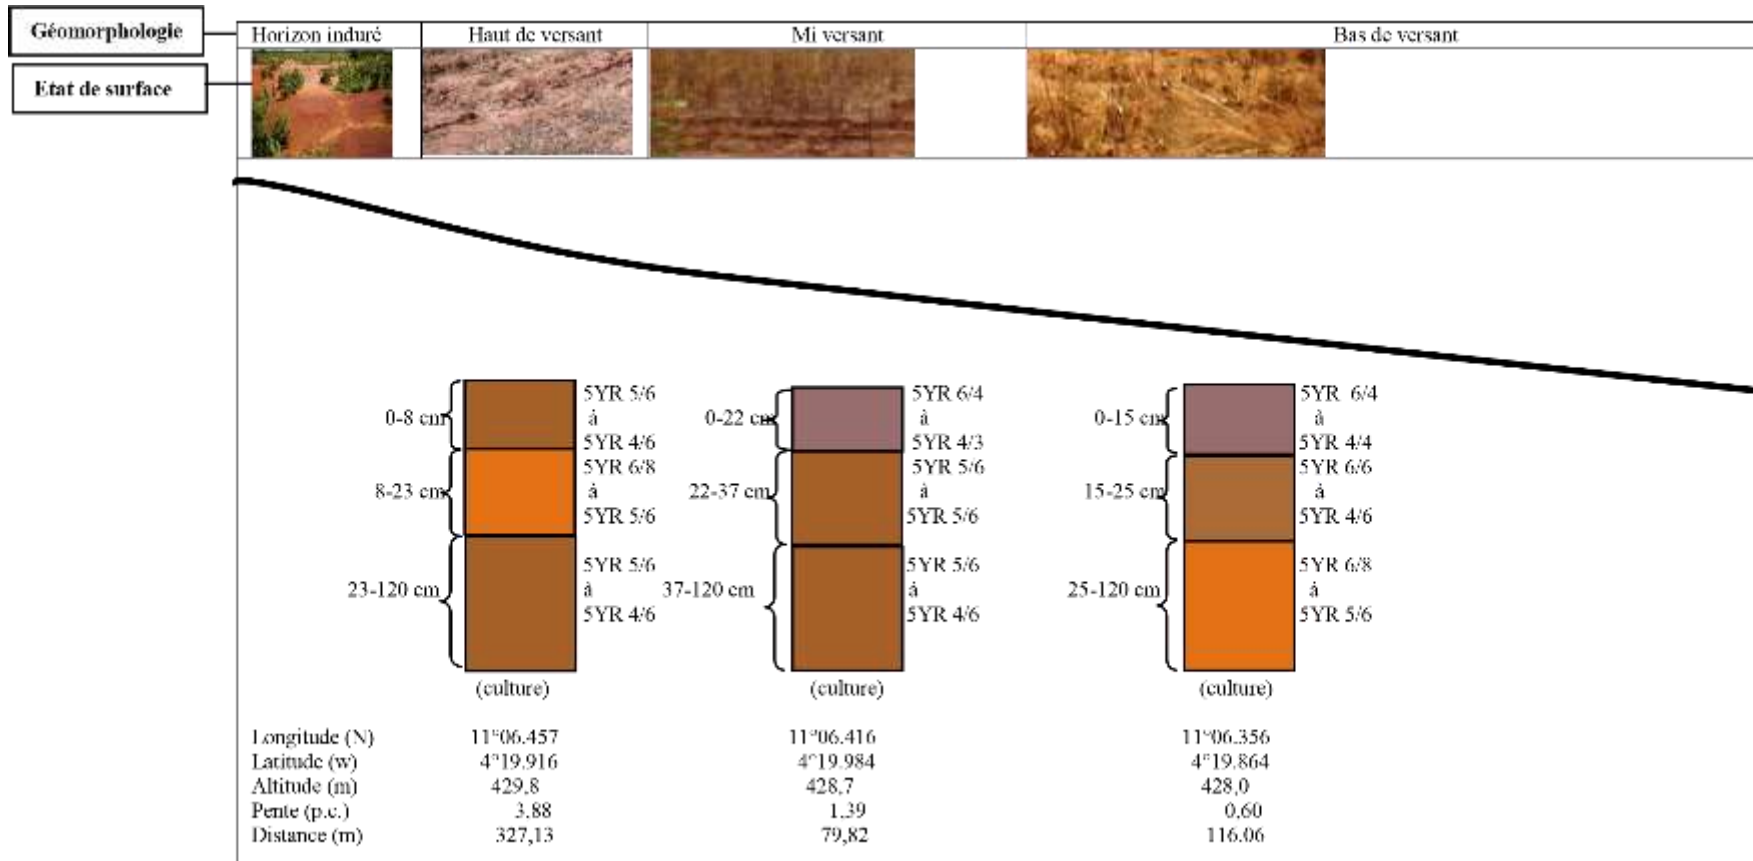 Géomorphologie
Horizon induré Haut de versant Mi versant Bas de versant
Etat de surface
0-8 cm
5YR 5/6
à
5YR 4/6
8-23 cm
5YR 6/8
à
5YR 5/6
23-120 cm
5YR 5/6
à
5YR 4/6
(culture)
0-22 cm
5YR 6/4
à
5YR 4/3
22-37 cm
5YR 5/6
à
5YR 5/6
37-120 cm
5YR 5/6
à
5YR 4/6
(culture)
0-15 cm
5YR 6/4
à
5YR 4/4
15-25 cm
5YR 6/6
à
5YR 4/6
25-120 cm
5YR 6/8
à
5YR 5/6
(culture)
Longitude (N) 11°06.457 11°06.416 11°06.356
Latitude (w) 4°19.916 4°19.984 4°19.864
Altitude (m) 429,8 428,7 428,0
Pente (p.c.) 3.88 1.39 0.60
Distance (m) 327,13 79,82 116.06